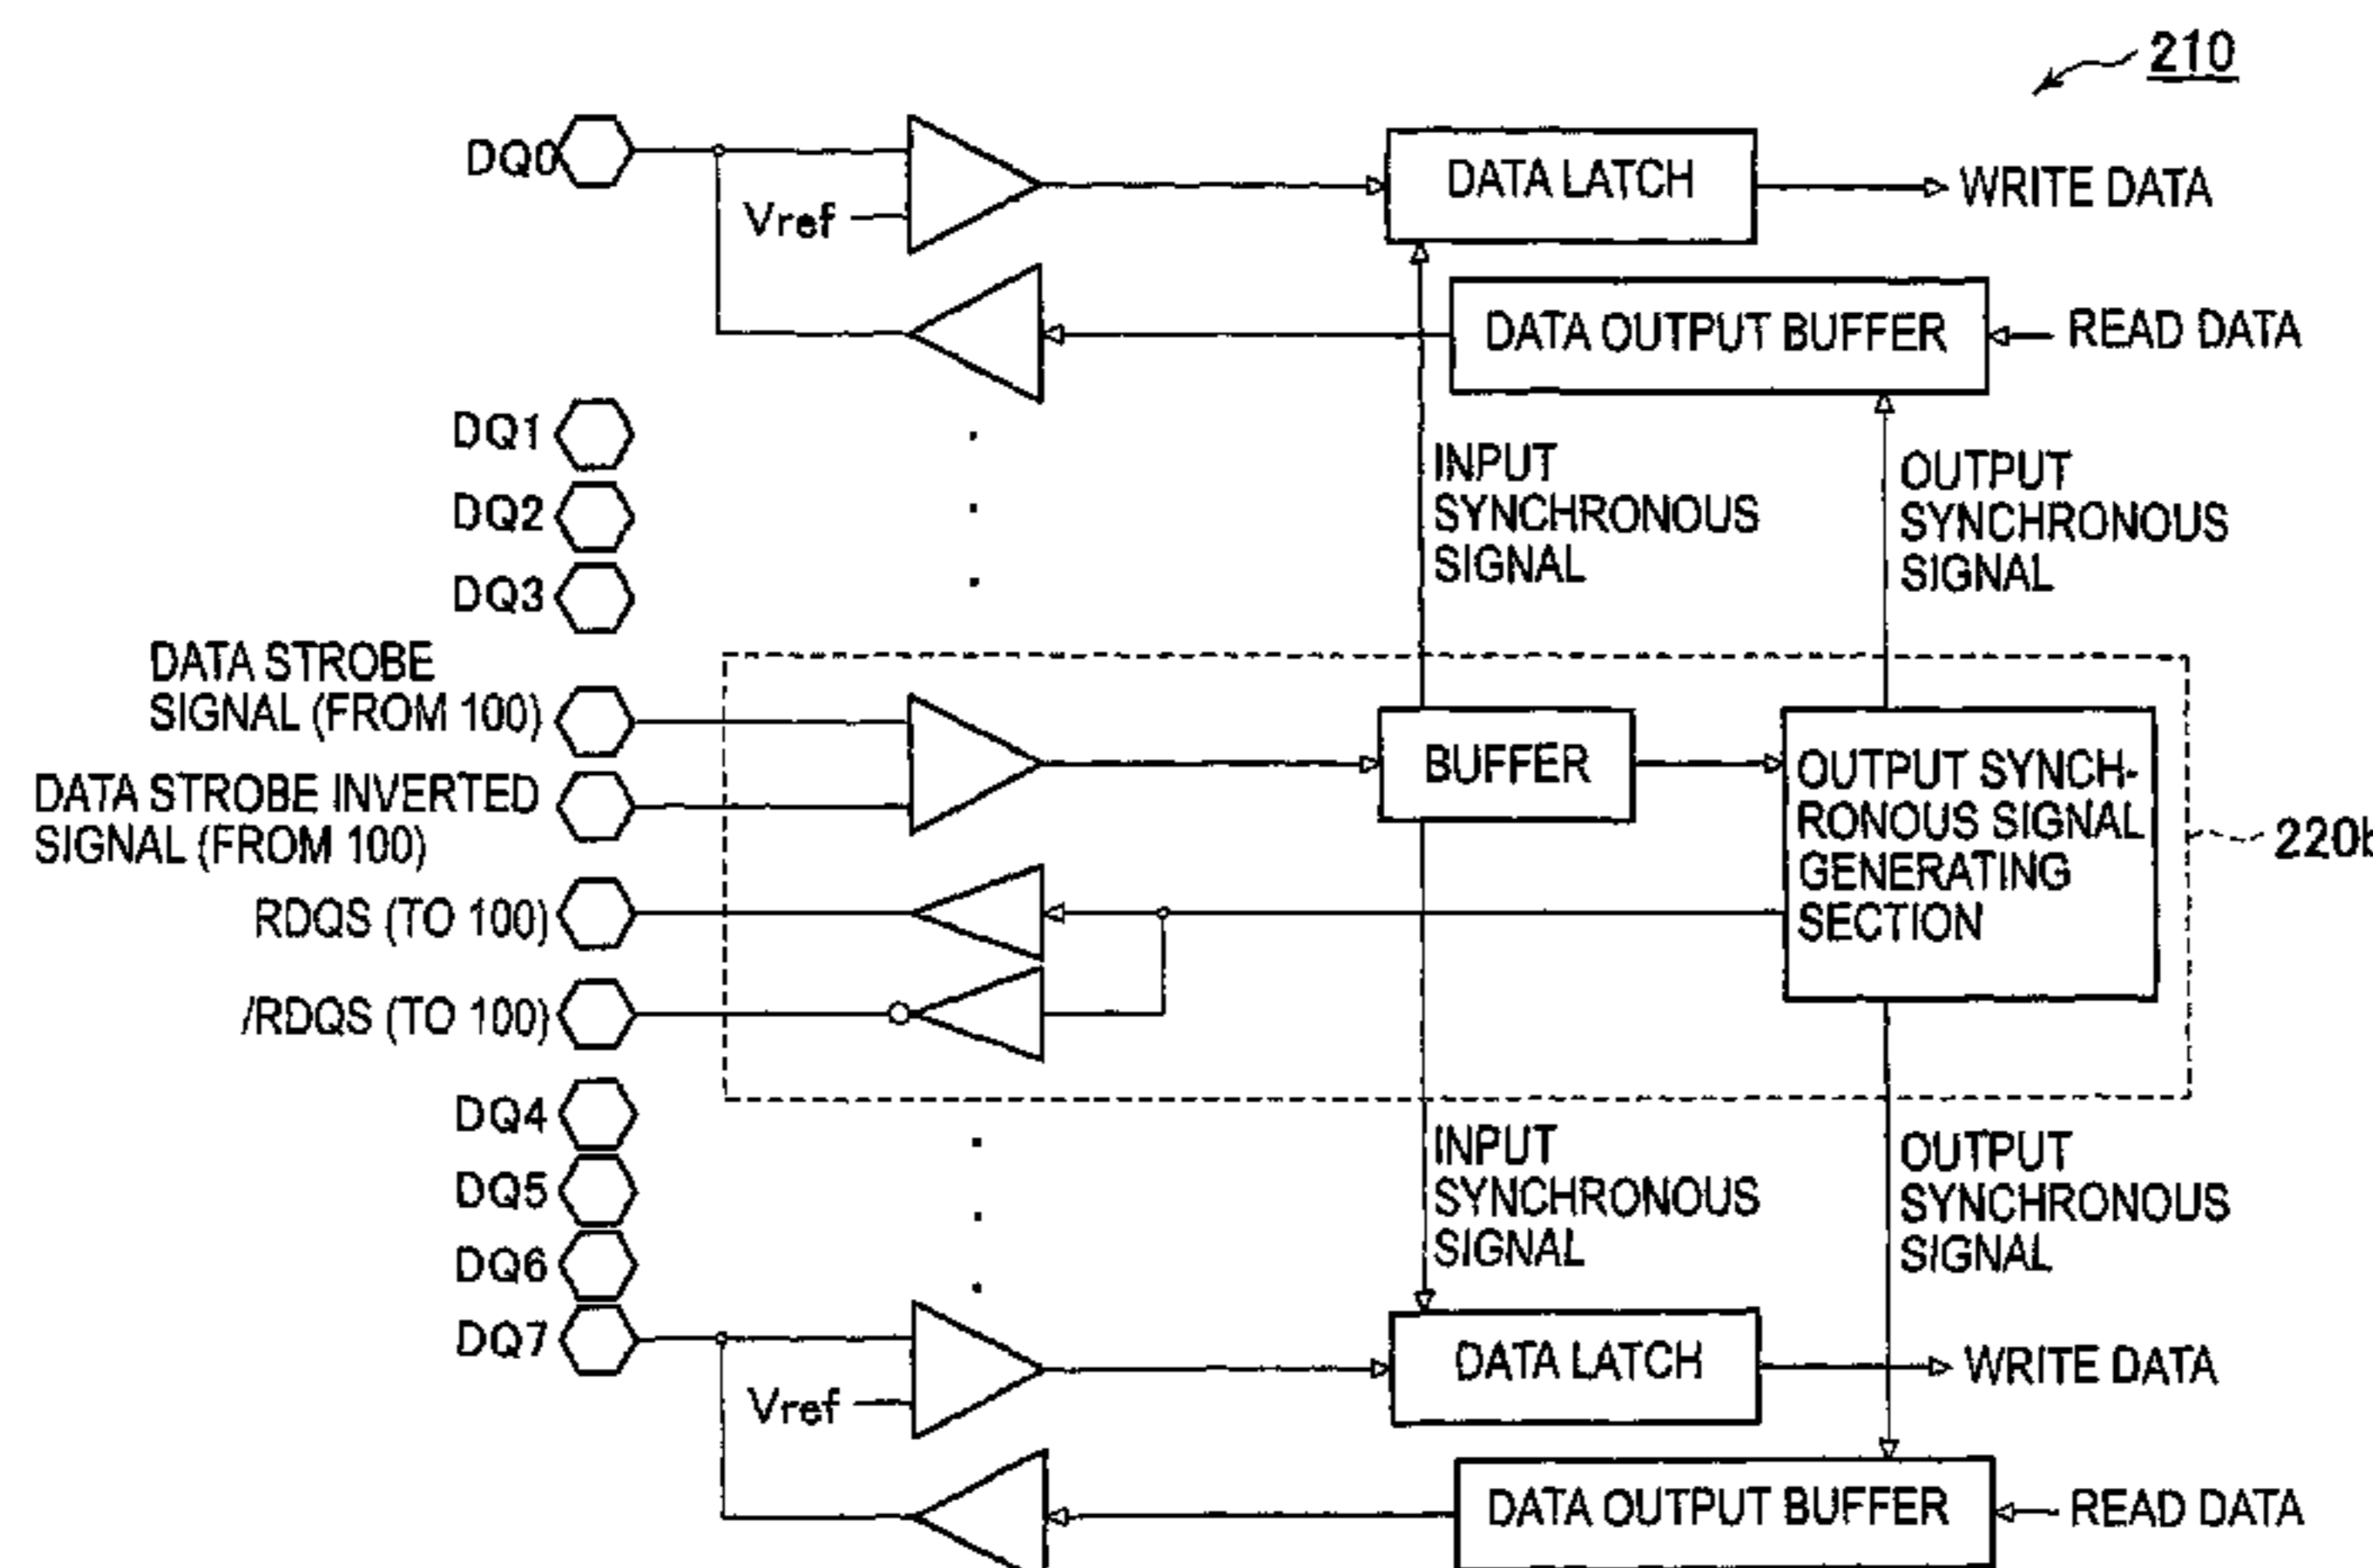 210
DQ0
Vref
DATA LATCH
WRITE DATA
DATA OUTPUT BUFFER
READ DATA
DQ1
DQ2
DQ3
INPUT
SYNCHRONOUS
SIGNAL
OUTPUT
SYNCHRONOUS
SIGNAL
DATA STROBE
SIGNAL (FROM 100)
DATA STROBE INVERTED
SIGNAL (FROM 100)
BUFFER
OUTPUT SYNCH-
RONOUS SIGNAL
GENERATING
SECTION
220b
RDQS (TO 100)
/RDQS (TO 100)
DQ4
DQ5
DQ6
DQ7
INPUT
SYNCHRONOUS
SIGNAL
OUTPUT
SYNCHRONOUS
SIGNAL
Vref
DATA LATCH
WRITE DATA
DATA OUTPUT BUFFER
READ DATA